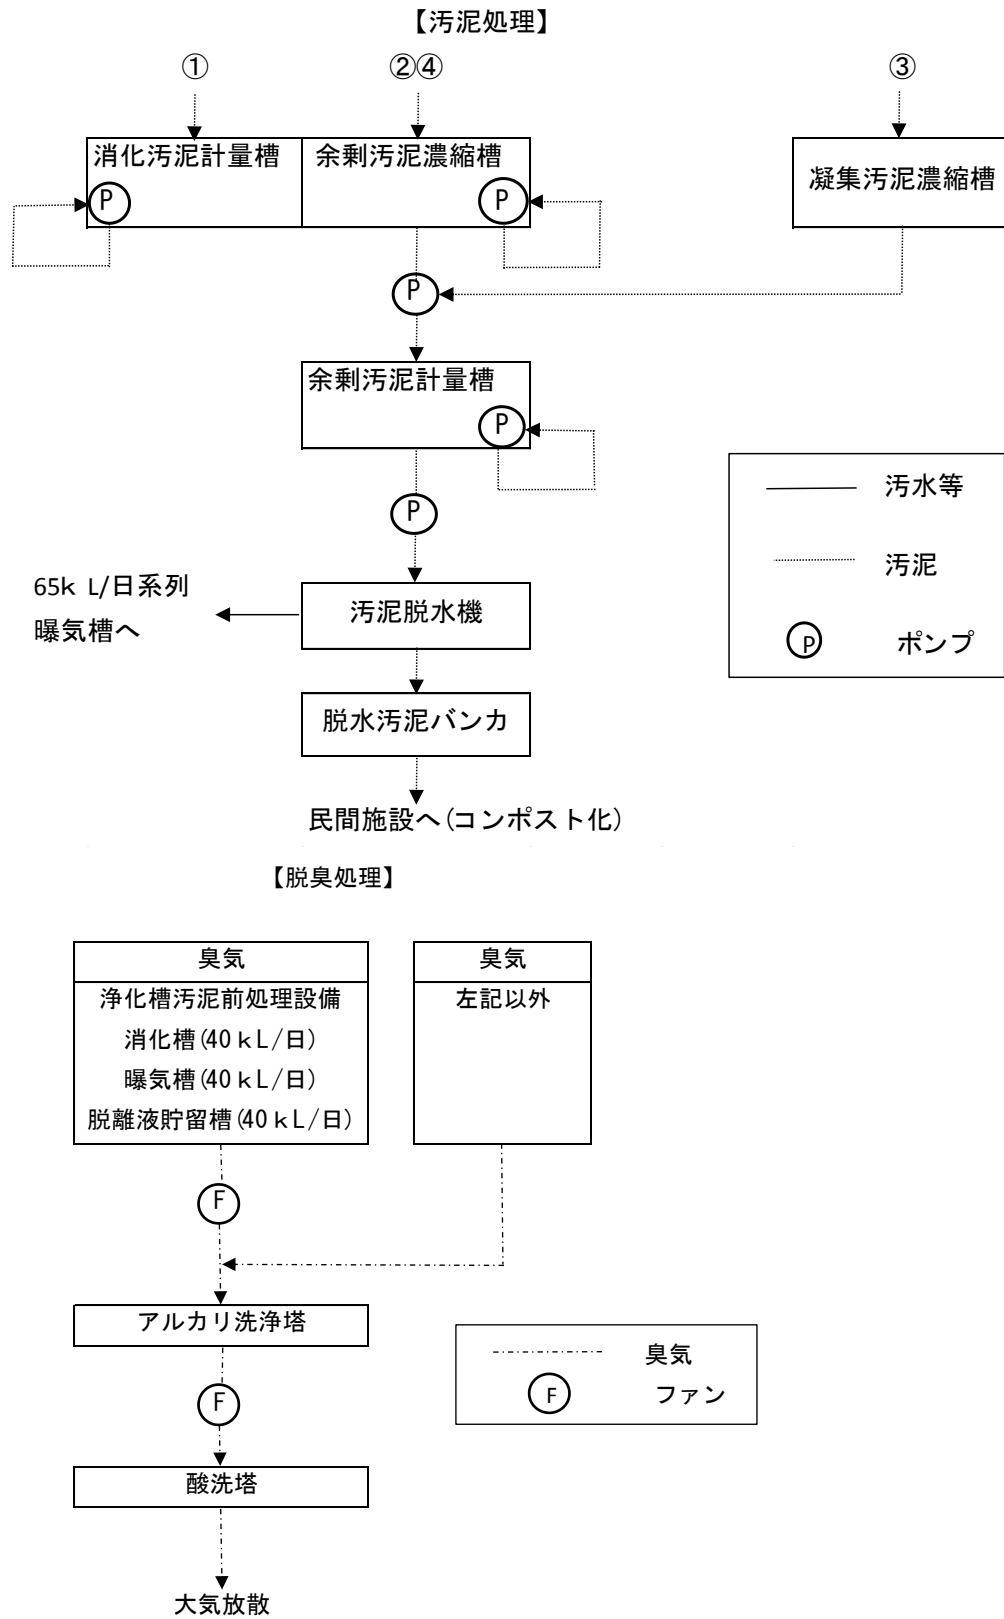 【汚泥処理】
①
②④
③
消化汚泥計量槽
余剰汚泥濃縮槽
凝集汚泥濃縮槽
P
P
P
余剰汚泥計量槽
P
P
汚水等
汚泥
P ポンプ
65k L/日系列
曝気槽へ
汚泥脱水機
脱水汚泥バンカ
民間施設へ(コンポスト化)
【脱臭処理】
臭気
浄化槽汚泥前処理設備
消化槽(40ｋL/日)
曝気槽(40ｋL/日)
脱離液貯留槽(40ｋL/日)
臭気
左記以外
F
アルカリ洗浄塔
F
酸洗塔
大気放散
臭気
F ファン